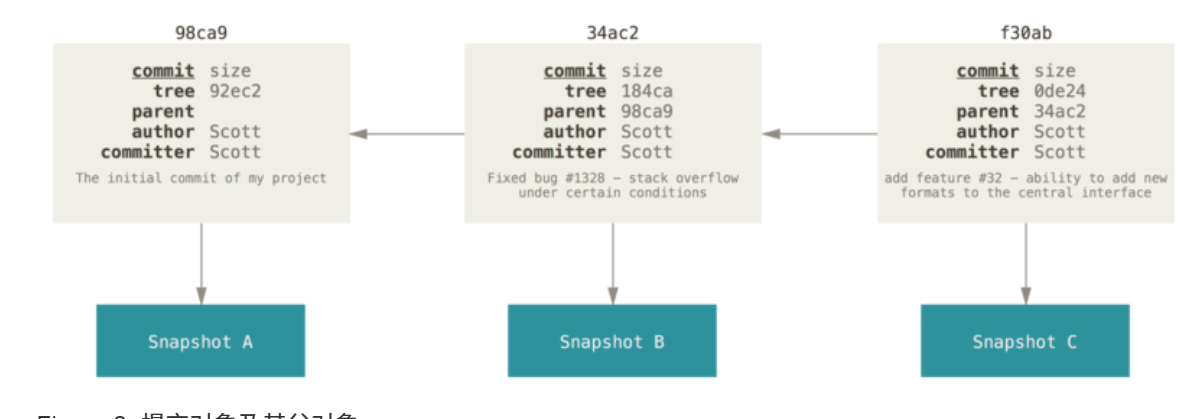 98ca9
commit size
tree 92ec2
parent
author Scott
committer Scott
The initial commit of my project
34ac2
commit size
tree 184ca
parent 98ca9
author Scott
committer Scott
Fixed bug #1328 – stack overflow
under certain conditions
f30ab
commit size
tree 0de24
parent 34ac2
author Scott
committer Scott
add feature #32 – ability to add new
formats to the central interface
Snapshot A
Snapshot B
Snapshot C